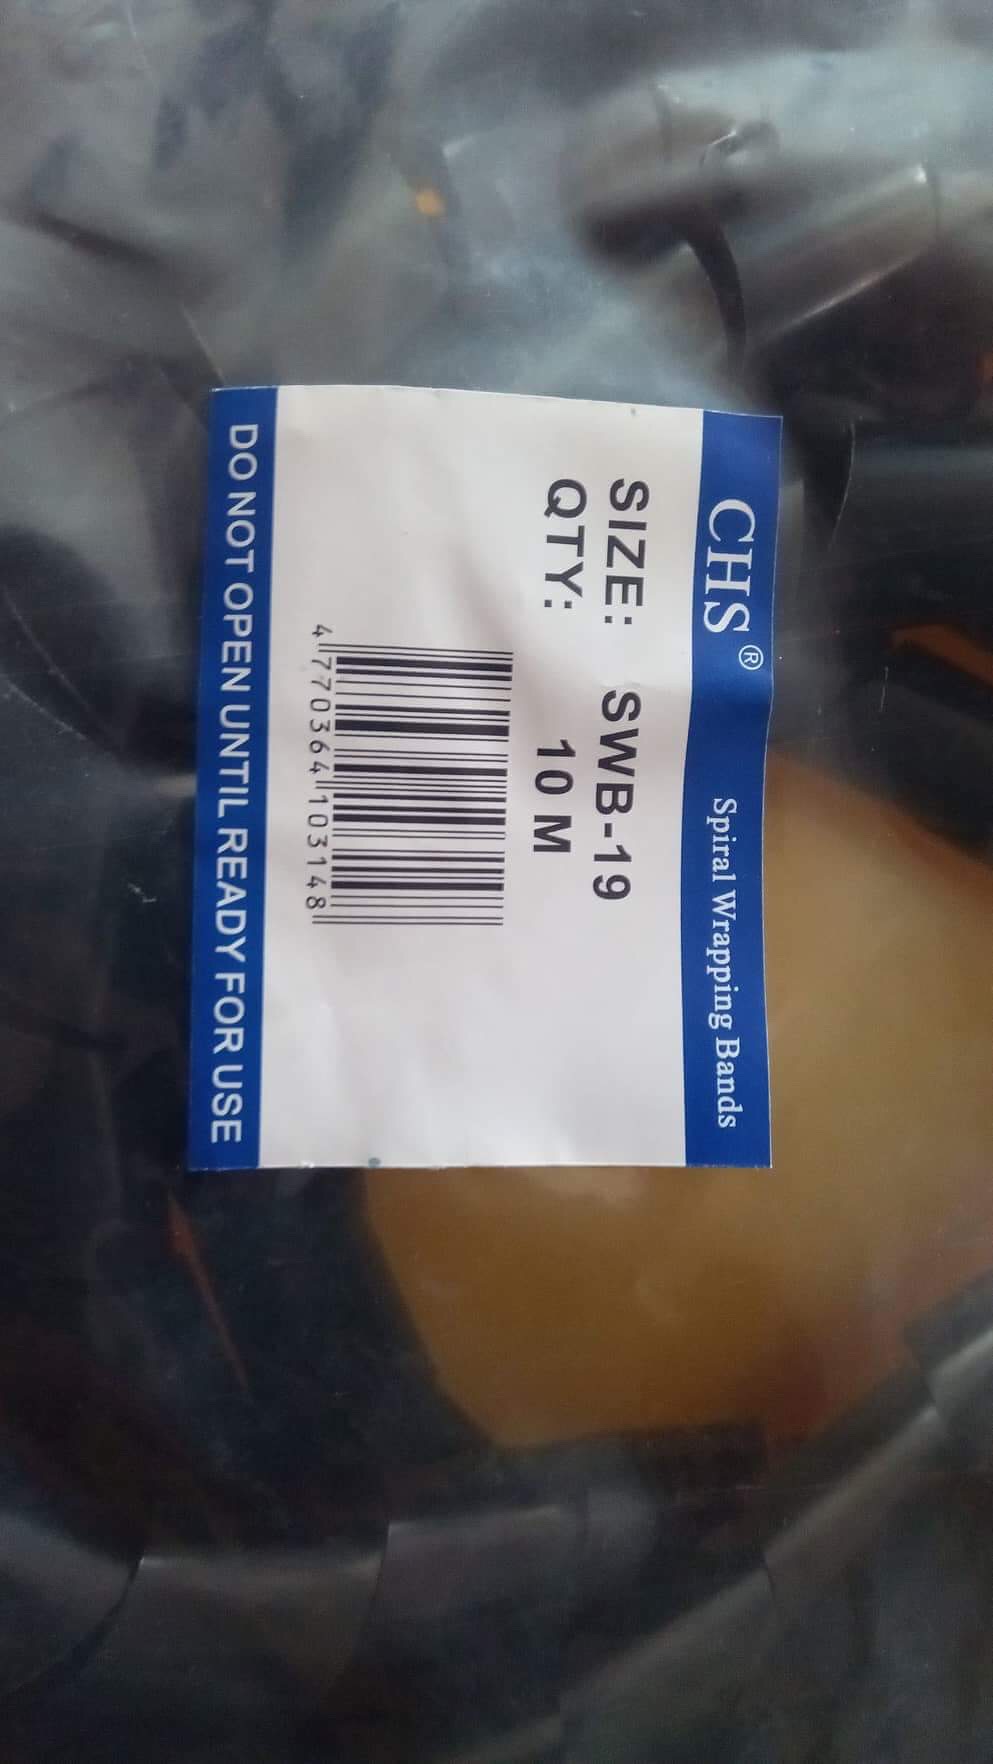 CHS® Spiral Wrapping Bands
SIZE: SWB-19
QTY: 10 M
4 770364 103148
DO NOT OPEN UNTIL READY FOR USE